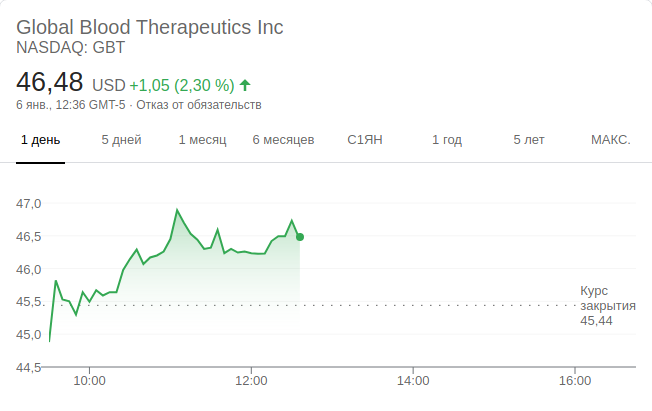 Global Blood Therapeutics Inc
NASDAQ: GBT
46,48 USD +1,05 (2,30 %)
6 янв., 12:36 GMT-5 · Отказ от обязательств
1 день 5 дней 1 месяц 6 месяцев С1ЯН 1 год 5 лет МАКС.
47,0
46,5
46,0
45,5
45,0
44,5
Курс
закрытия
45,44
10:00 12:00 14:00 16:00